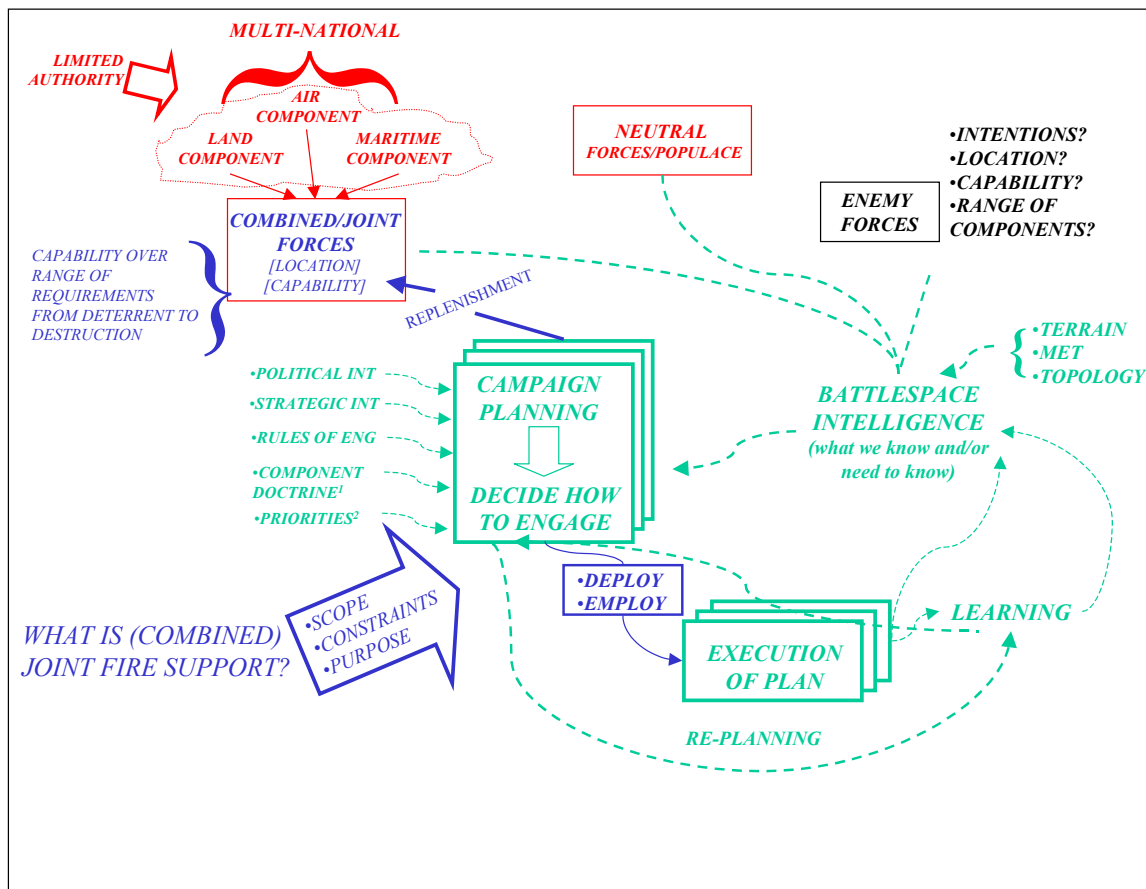 MULTI-NATIONAL
LIMITED
AUTHORITY
AIR
COMPONENT
LAND
COMPONENT
MARITIME
COMPONENT
NEUTRAL
FORCES/POPULACE
•INTENTIONS?
•LOCATION?
•CAPABILITY?
•RANGE OF
COMPONENTS?
ENEMY
FORCES
COMBINED/JOINT
FORCES
[LOCATION]
[CAPABILITY]
CAPABILITY OVER
RANGE OF
REQUIREMENTS
FROM DETERRENT TO
DESTRUCTION
REPLENISHMENT
•TERRAIN
•MET
•TOPOLOGY
•POLITICAL INT
•STRATEGIC INT
•RULES OF ENG
•COMPONENT
DOCTRINE¹
•PRIORITIES²
CAMPAIGN
PLANNING
DECIDE HOW
TO ENGAGE
BATTLESPACE
INTELLIGENCE
(what we know and/or
need to know)
•DEPLOY
•EMPLOY
WHAT IS (COMBINED)
JOINT FIRE SUPPORT?
•SCOPE
•CONSTRAINTS
•PURPOSE
EXECUTION
OF PLAN
LEARNING
RE-PLANNING